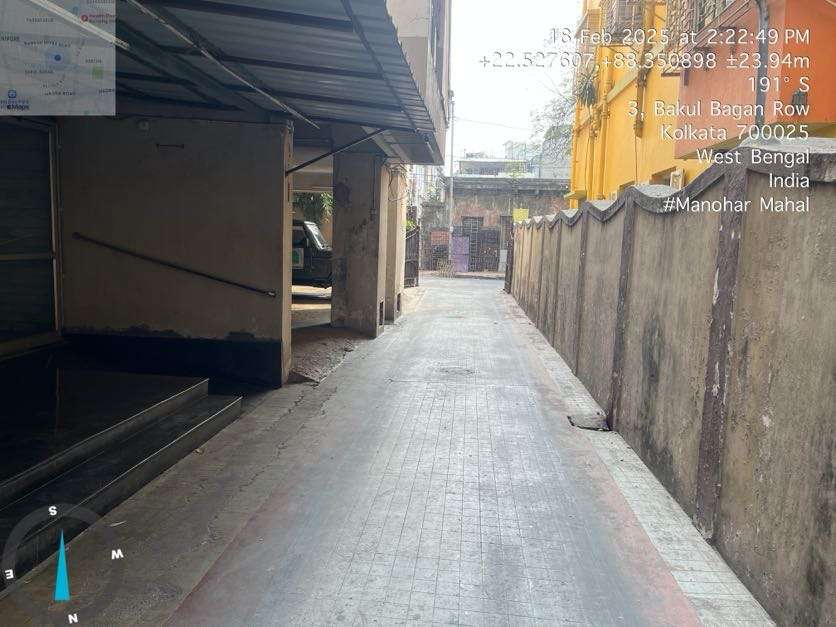 18 Feb 2025 at 2:22:49 PM
+22.527607,+88.350898 ±23.94m
191° S
3, Bakul Bagan Row
Kolkata 700025
West Bengal
India
#Manohar Mahal
Maps
S
W
E
N